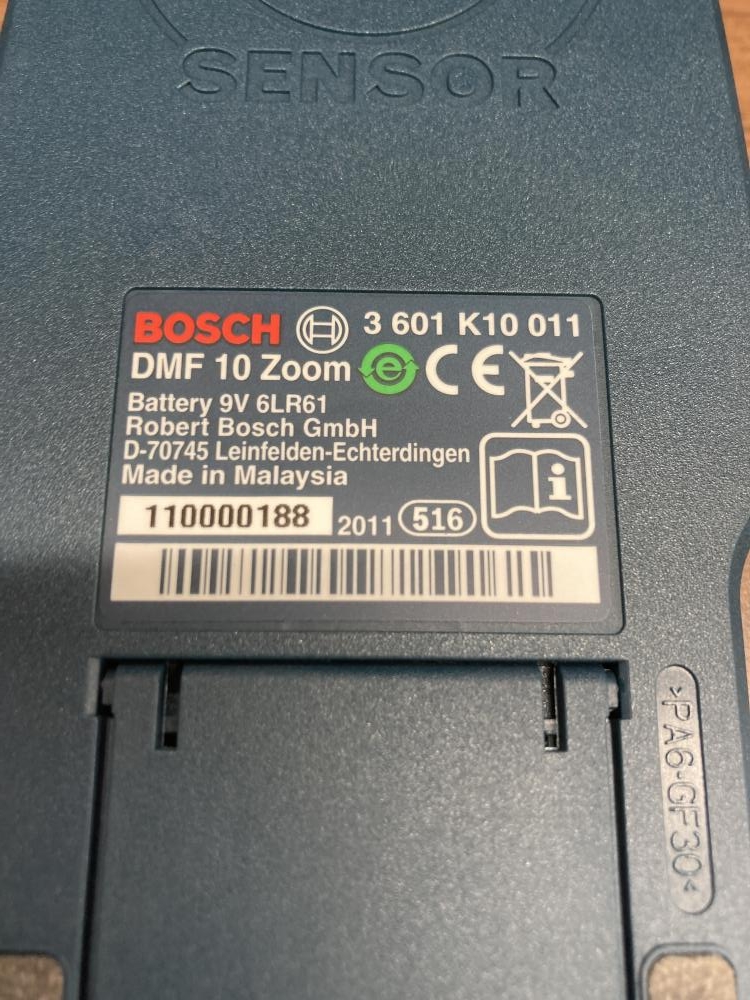 SENSOR
BOSCH 3 601 K10 011
DMF 10 Zoom e CE
Battery 9V 6LR61
Robert Bosch GmbH
D-70745 Leinfelden-Echterdingen
Made in Malaysia
i
110000188 2011 516
>PA6-GF30<